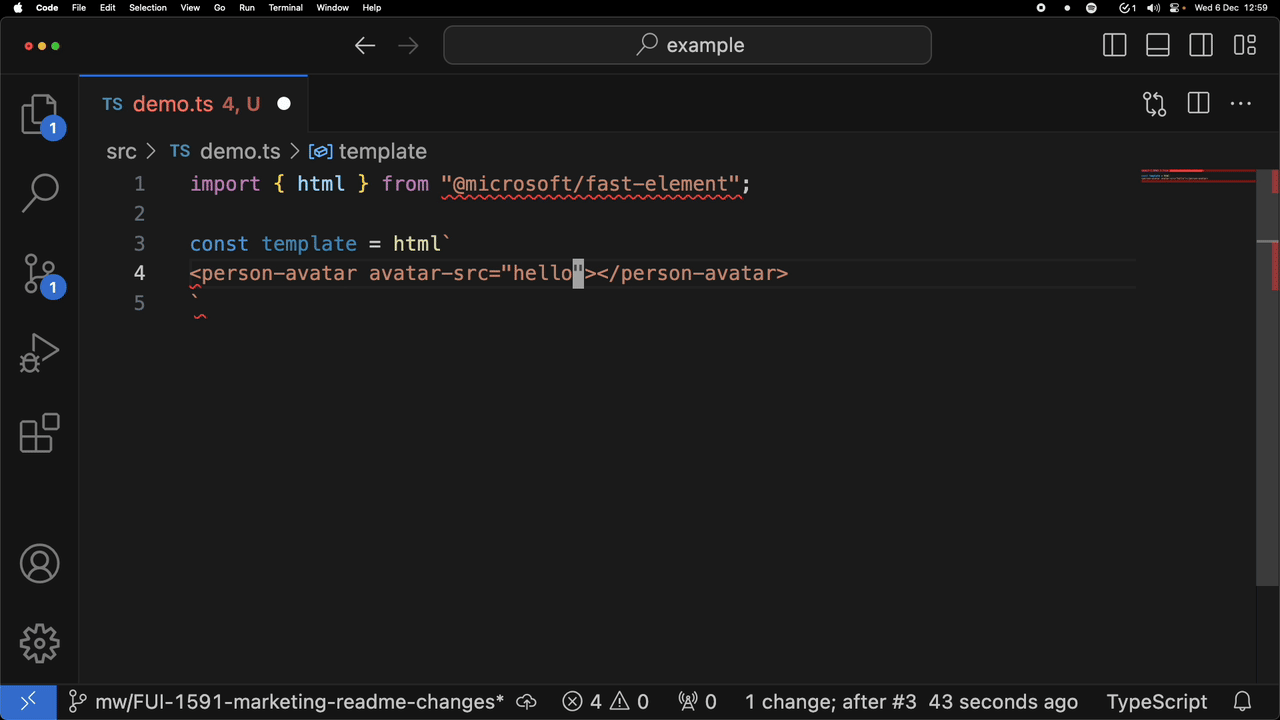 Code File Edit Selection View Go Run Terminal Window Help 1 Wed 6 Dec 12:59
example
TS demo.ts 4, U
1
src > TS demo.ts > template
1 import { html } from "@microsoft/fast-element";
2
3 const template = html`
4 <person-avatar avatar-src="hello"></person-avatar>
5 `
1
mw/FUI-1591-marketing-readme-changes* 4 0 0 1 change; after #3 43 seconds ago TypeScript